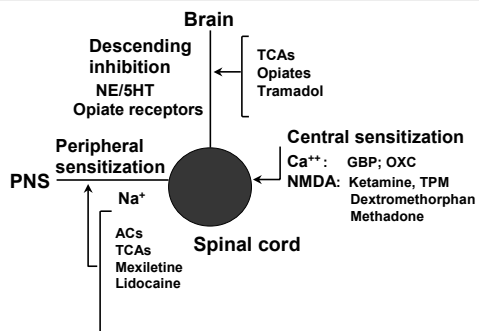 Brain
Descending
inhibition
NE/5HT
Opiate receptors
TCAs
Opiates
Tramadol
Central sensitization
Ca++: GBP; OXC
NMDA: Ketamine, TPM
Dextromethorphan
Methadone
Peripheral
sensitization
PNS
Na+
ACs
TCAs
Mexiletine
Lidocaine
Spinal cord